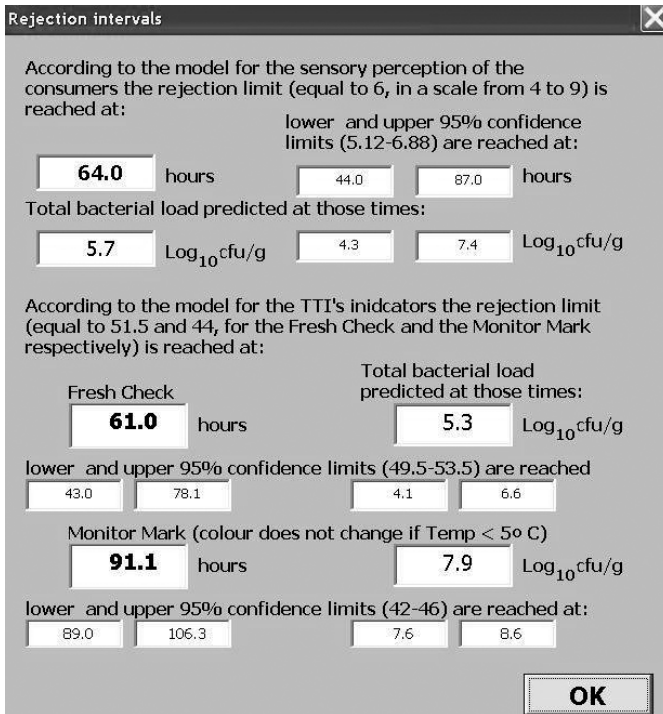 Rejection intervals
According to the model for the sensory perception of the
consumers the rejection limit (equal to 6, in a scale from 4 to 9) is
reached at:
lower and upper 95% confidence
limits (5.12-6.88) are reached at:
64.0 hours 44.0 87.0 hours
Total bacterial load predicted at those times:
5.7 Log10cfu/g 4.3 7.4 Log10cfu/g
According to the model for the TTI's inidcators the rejection limit
(equal to 51.5 and 44, for the Fresh Check and the Monitor Mark
respectively) is reached at:
Total bacterial load
Fresh Check predicted at those times:
61.0 hours 5.3 Log10cfu/g
lower and upper 95% confidence limits (49.5-53.5) are reached
43.0 78.1 4.1 6.6
Monitor Mark (colour does not change if Temp < 5o C)
91.1 hours 7.9 Log10cfu/g
lower and upper 95% confidence limits (42-46) are reached at:
89.0 106.3 7.6 8.6
OK